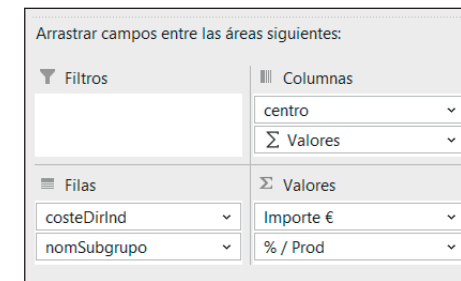 Arrastrar campos entre las áreas siguientes:
Filtros
Columnas
centro
∑ Valores
Filas
Σ Valores
costeDirInd
Importe €
nomSubgrupo
% / Prod